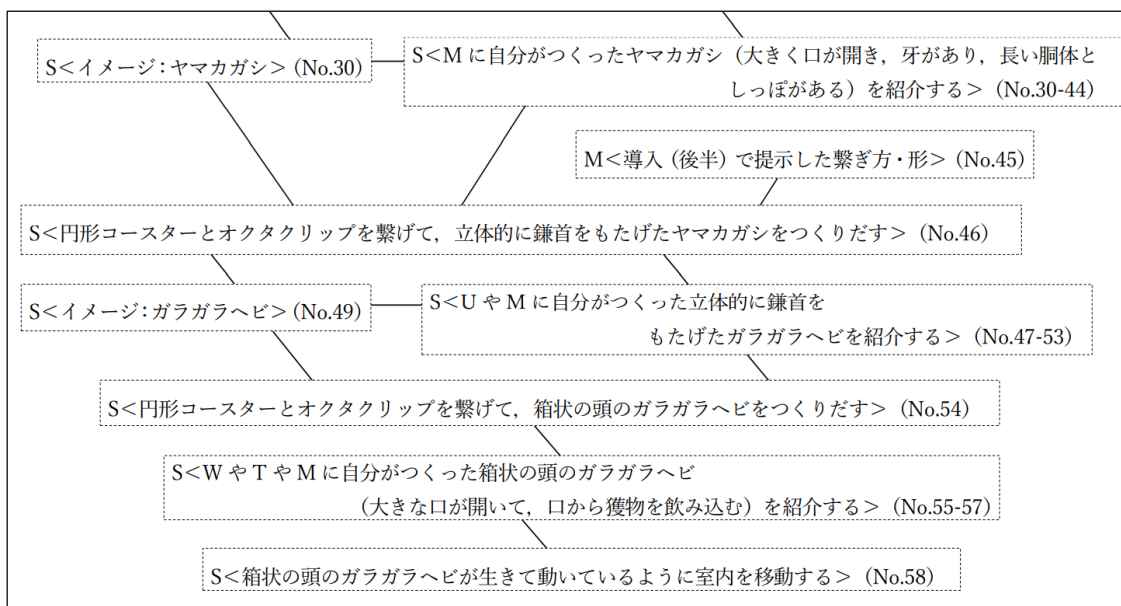 S＜イメージ：ヤマカガシ＞(No.30)
S＜Mに自分がつくったヤマカガシ（大きく口が開き，牙があり，長い胴体と
しっぽがある）を紹介する＞（No.30-44）
M＜導入（後半）で提示した繋ぎ方・形＞（No.45）
S＜円形コースターとオクタクリップを繋げて，立体的に鎌首をもたげたヤマカガシをつくりだす＞（No.46）
S＜イメージ：ガラガラヘビ＞(No.49)
S＜UやMに自分がつくった立体的に鎌首を
もたげたガラガラヘビを紹介する＞（No.47-53）
S＜円形コースターとオクタクリップを繋げて，箱状の頭のガラガラヘビをつくりだす＞（No.54）
S＜WやTやMに自分がつくった箱状の頭のガラガラヘビ
（大きな口が開いて，口から獲物を飲み込む）を紹介する＞（No.55-57）
S＜箱状の頭のガラガラヘビが生きて動いているように室内を移動する＞（No.58）